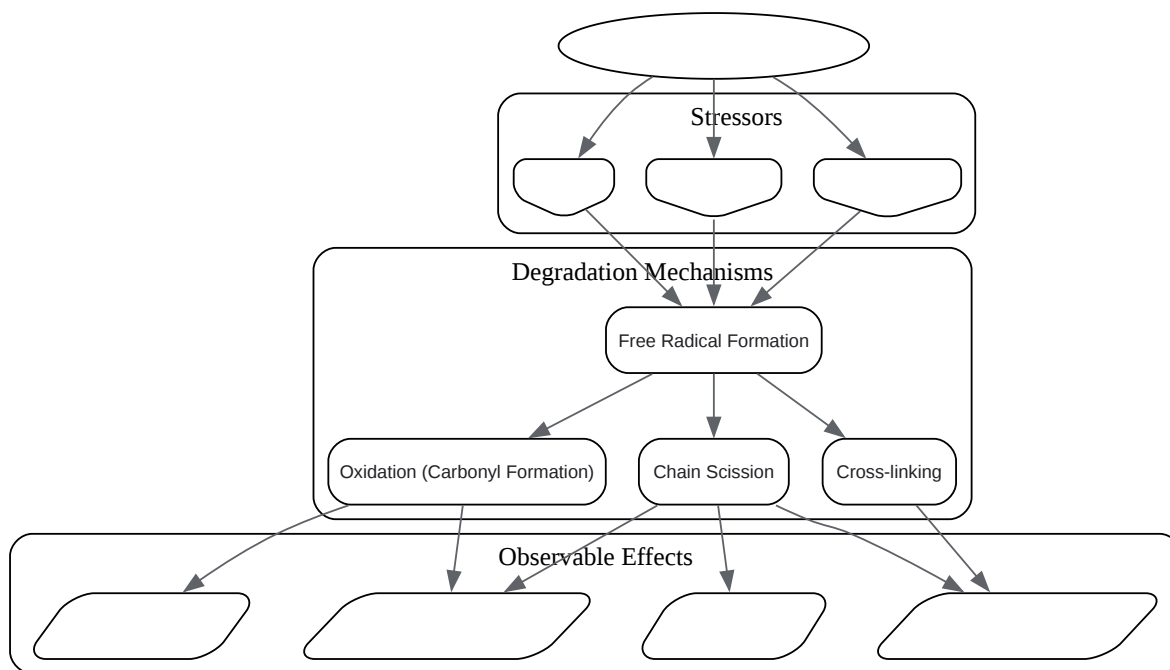 Stressors
Degradation Mechanisms
Free Radical Formation
Oxidation (Carbonyl Formation)
Chain Scission
Cross-linking
Observable Effects